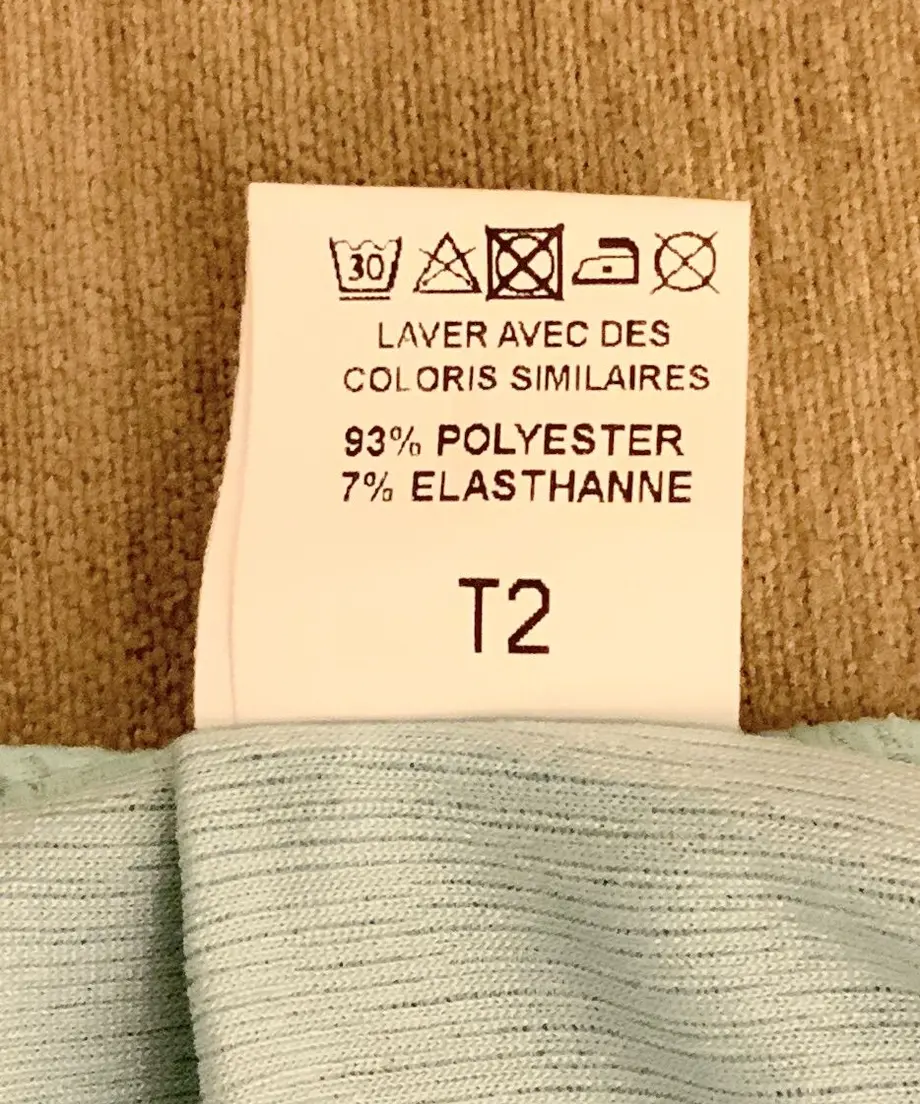 30
LAVER AVEC DES
COLORIS SIMILAIRES
93% POLYESTER
7% ELASTHANNE
T2